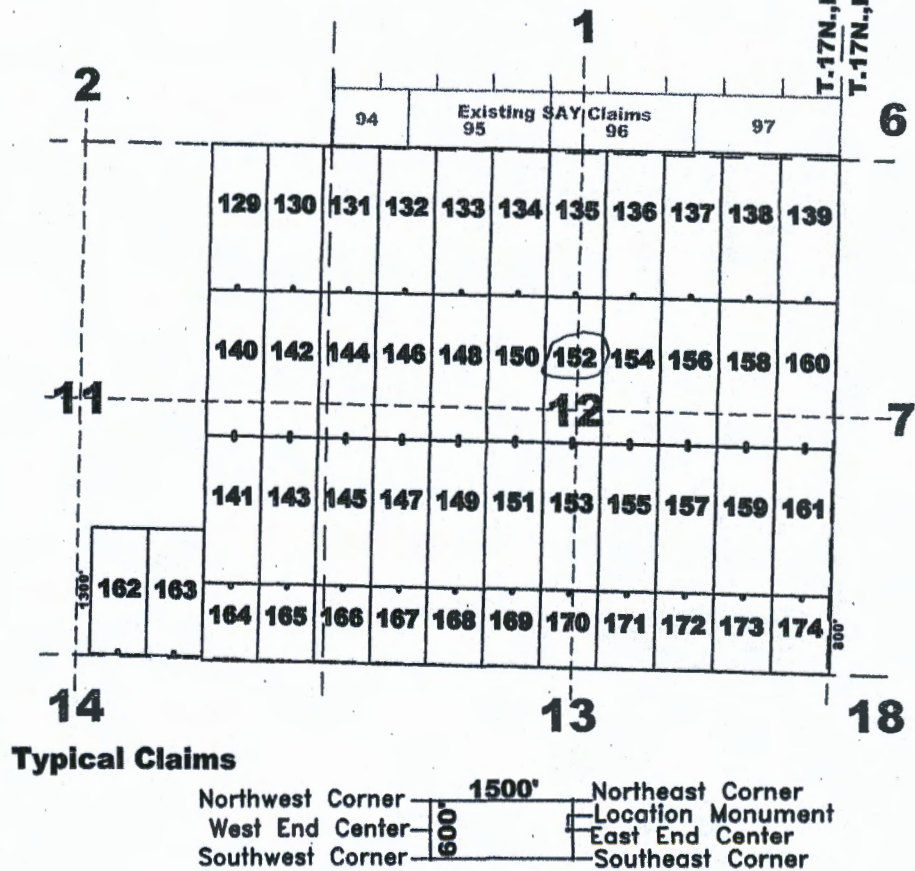 T.17N.,
T.17N.,
1
2
6
Existing SAY Claims
94 95 96 97
129 130 131 132 133 134 135 136 137 138 139
140 142 144 146 148 150 152 154 156 158 160
11 12 7
141 143 145 147 149 151 153 155 157 159 161
1300' 162 163
164 165 166 167 168 169 170 171 172 173 174 800'
14 13 18
Typical Claims
1500'
600'
Northwest Corner
West End Center
Southwest Corner
Northeast Corner
Location Monument
East End Center
Southeast Corner